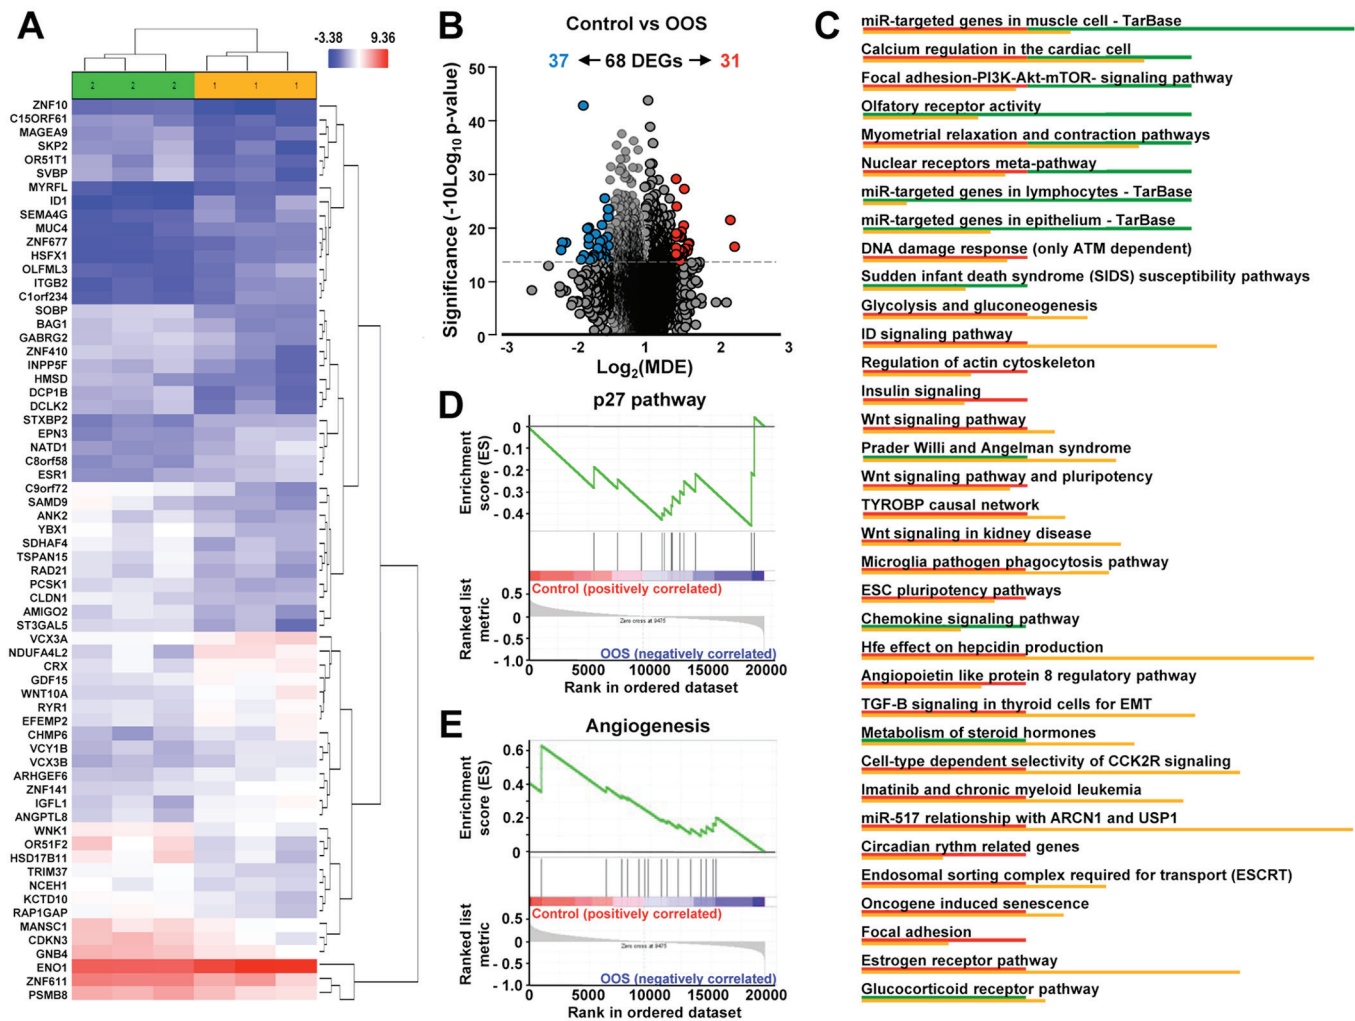 A
-3.38
9.36
2
2
2
1
1
1
ZNF10
C15ORF61
MAGEA9
SKP2
OR51T1
SVBP
MYRFL
ID1
SEMA4G
MUC4
ZNF677
HSFX1
OLFML3
ITGB2
C1orf234
SOBP
BAG1
GABRG2
ZNF410
INPP5F
HMSD
DCP1B
DCLK2
STXBP2
EPN3
NATD1
C8orf58
ESR1
C9orf72
SAMD9
ANK2
YBX1
SDHAF4
TSPAN15
RAD21
PCSK1
CLDN1
AMIGO2
ST3GAL5
VCX3A
NDUFA4L2
CRX
GDF15
WNT10A
RYR1
EFEMP2
CHMP6
VCY1B
VCX3B
ARHGEF6
ZNF141
IGFL1
ANGPTL8
WNK1
OR51F2
HSD17B11
TRIM37
NCEH1
KCTD10
RAP1GAP
MANSC1
CDKN3
GNB4
ENO1
ZNF611
PSMB8
B
Control vs OOS
37 ← 68 DEGs → 31
Significance (-10Log10 p-value)
50
40
30
20
10
0
-3
-2
1
2
3
Log2(MDE)
D
p27 pathway
Enrichment
score (ES)
0
- 0.1
- 0.2
- 0.3
- 0.4
Control (positively correlated)
Ranked list
metric
0.5
0
- 0.5
- 1.0
Zero cross at 9475
OOS (negatively correlated)
0
5000
10000
15000
20000
Rank in ordered dataset
E
Angiogenesis
Enrichment
score (ES)
0.6
0.4
0.2
0
Control (positively correlated)
Ranked list
metric
0.5
0
- 0.5
- 1.0
Zero cross at 9475
OOS (negatively correlated)
0
5000
10000
15000
20000
Rank in ordered dataset
C
miR-targeted genes in muscle cell - TarBase
Calcium regulation in the cardiac cell
Focal adhesion-PI3K-Akt-mTOR- signaling pathway
Olfatory receptor activity
Myometrial relaxation and contraction pathways
Nuclear receptors meta-pathway
miR-targeted genes in lymphocytes - TarBase
miR-targeted genes in epithelium - TarBase
DNA damage response (only ATM dependent)
Sudden infant death syndrome (SIDS) susceptibility pathways
Glycolysis and gluconeogenesis
ID signaling pathway
Regulation of actin cytoskeleton
Insulin signaling
Wnt signaling pathway
Prader Willi and Angelman syndrome
Wnt signaling pathway and pluripotency
TYROBP causal network
Wnt signaling in kidney disease
Microglia pathogen phagocytosis pathway
ESC pluripotency pathways
Chemokine signaling pathway
Hfe effect on hepcidin production
Angiopoietin like protein 8 regulatory pathway
TGF-B signaling in thyroid cells for EMT
Metabolism of steroid hormones
Cell-type dependent selectivity of CCK2R signaling
Imatinib and chronic myeloid leukemia
miR-517 relationship with ARCN1 and USP1
Circadian rythm related genes
Endosomal sorting complex required for transport (ESCRT)
Oncogene induced senescence
Focal adhesion
Estrogen receptor pathway
Glucocorticoid receptor pathway